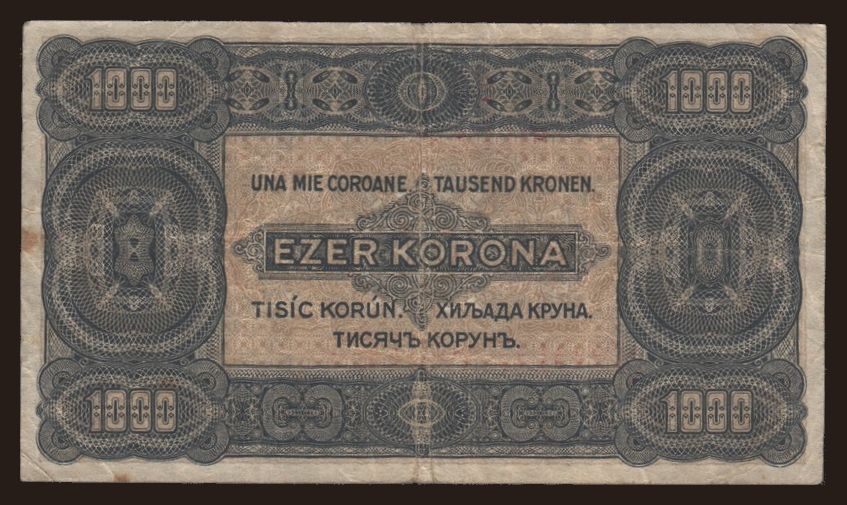 1000 1000
UNA MIE COROANE TAUSEND KRONEN.
EZER KORONA
TISÍC KORÚN. ХИЉАДА КРУНА.
ТИСЯЧЪ КОРУНЪ.
1000 1000